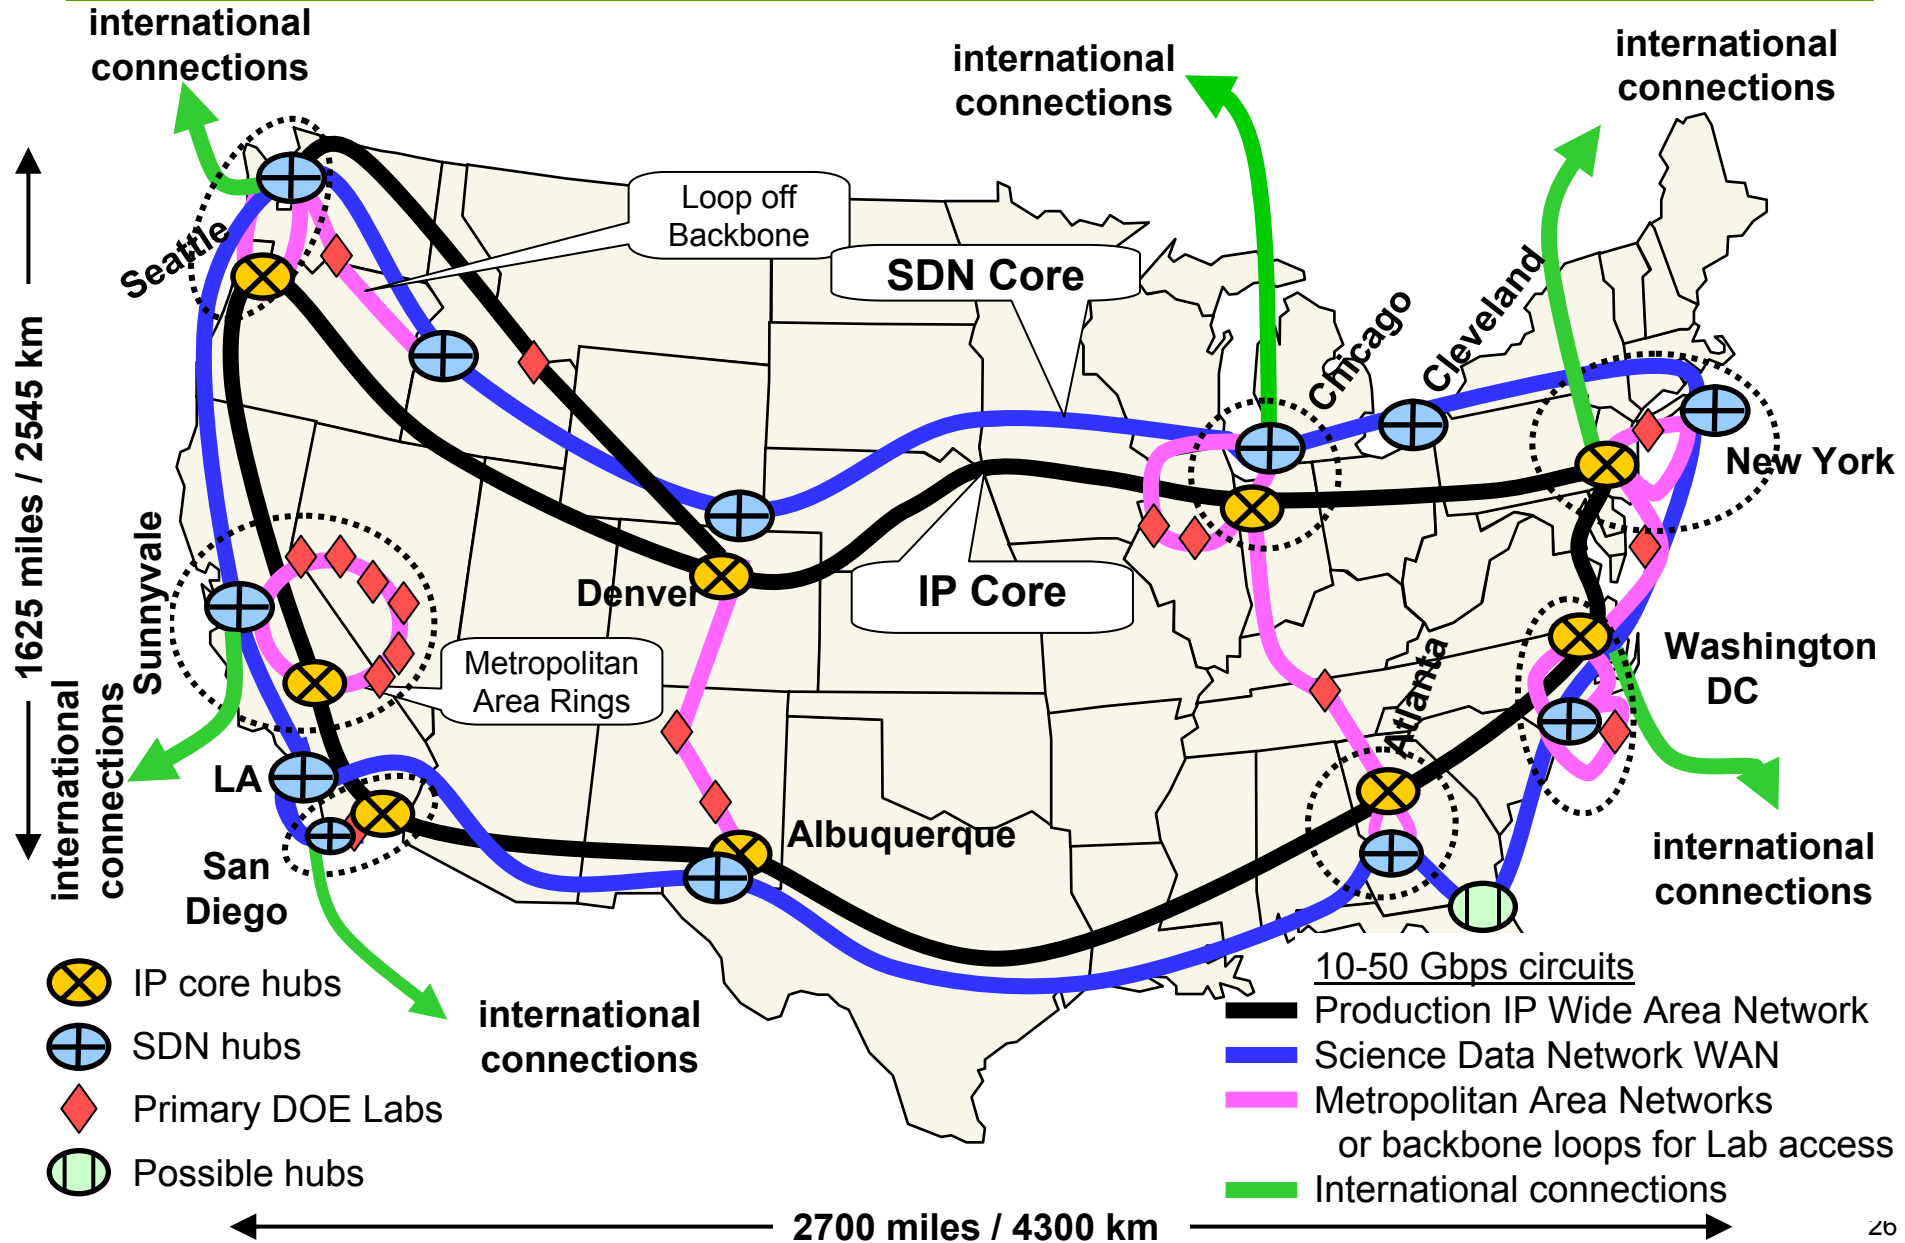 international
connections
international
connections
international
connections
Loop off
Backbone
SDN Core
Seattle
Chicago
Cleveland
New York
1625 miles / 2545 km
Sunnyvale
Denver
IP Core
Metropolitan
Area Rings
Atlanta
Washington
DC
international
connections
LA
Albuquerque
San
Diego
international
connections
international
connections
IP core hubs
SDN hubs
Primary DOE Labs
Possible hubs
10-50 Gbps circuits
Production IP Wide Area Network
Science Data Network WAN
Metropolitan Area Networks
or backbone loops for Lab access
International connections
2700 miles / 4300 km
26